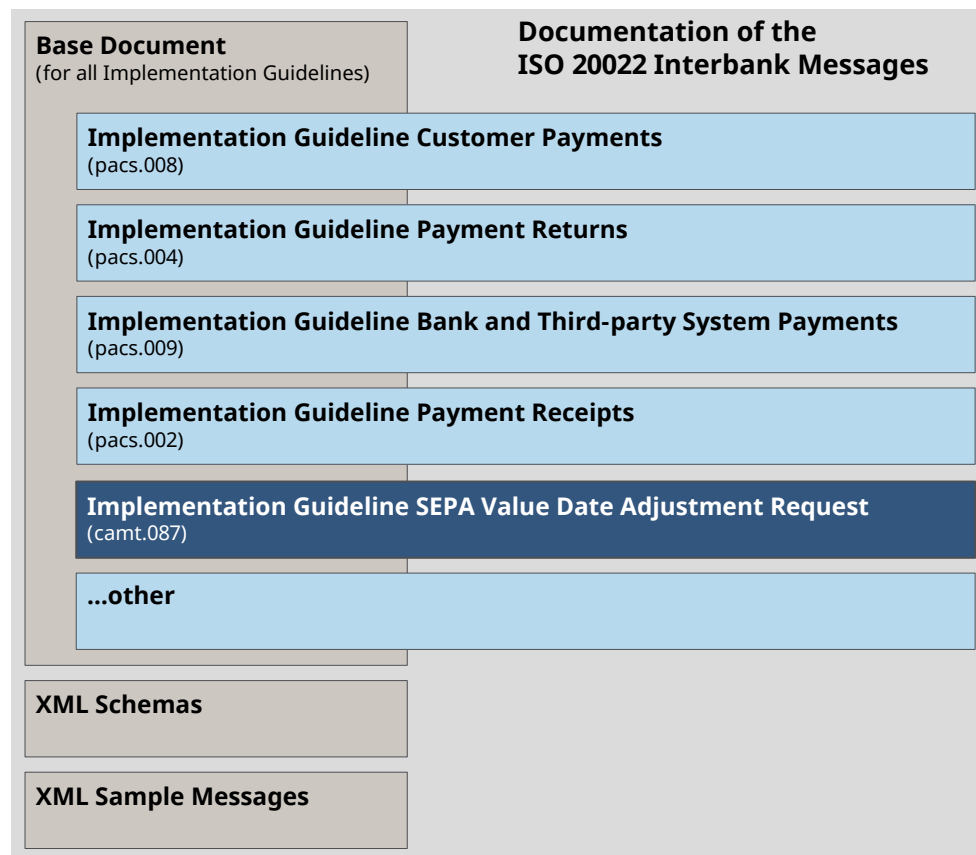 Documentation of the
ISO 20022 Interbank Messages
Base Document
(for all Implementation Guidelines)
Implementation Guideline Customer Payments
(pacs.008)
Implementation Guideline Payment Returns
(pacs.004)
Implementation Guideline Bank and Third-party System Payments
(pacs.009)
Implementation Guideline Payment Receipts
(pacs.002)
Implementation Guideline SEPA Value Date Adjustment Request
(camt.087)
...other
XML Schemas
XML Sample Messages